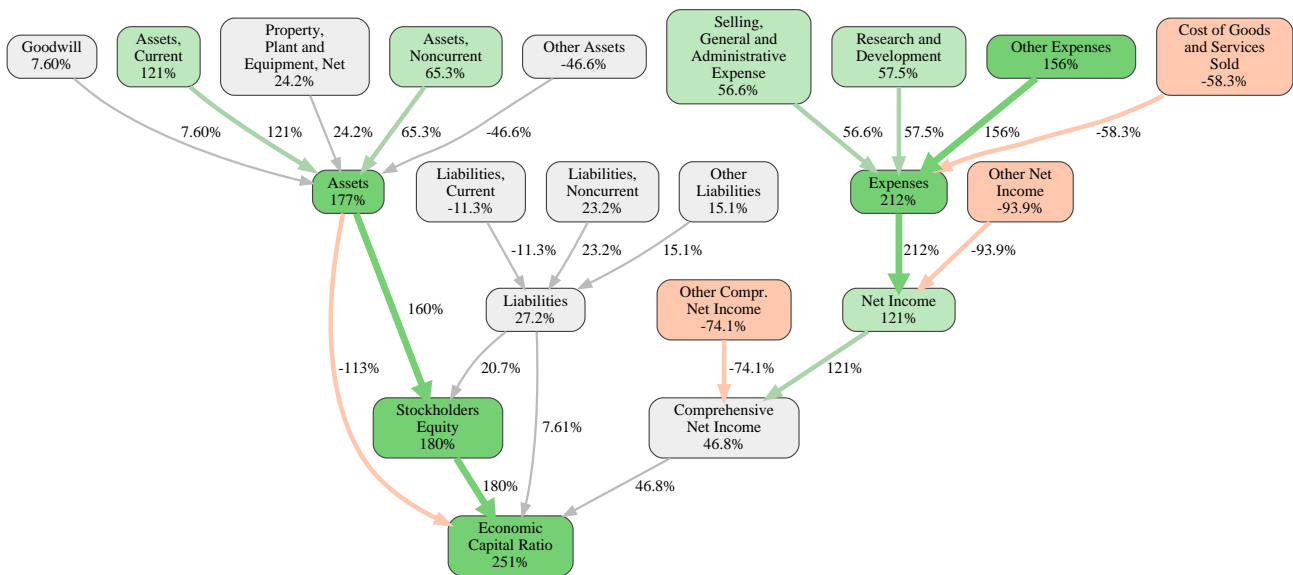 Goodwill
7.60%
Assets,
Current
121%
Property,
Plant and
Equipment, Net
24.2%
Assets,
Noncurrent
65.3%
Other Assets
-46.6%
Selling,
General and
Administrative
Expense
56.6%
Research and
Development
57.5%
Other Expenses
156%
Cost of Goods
and Services
Sold
-58.3%
7.60%
121%
24.2%
65.3%
-46.6%
56.6%
57.5%
156%
-58.3%
Assets
177%
Liabilities,
Current
-11.3%
Liabilities,
Noncurrent
23.2%
Other
Liabilities
15.1%
Expenses
212%
Other Net
Income
-93.9%
-11.3%
23.2%
15.1%
212%
-93.9%
160%
Liabilities
27.2%
Other Compr.
Net Income
-74.1%
Net Income
121%
-113%
20.7%
-74.1%
121%
Stockholders
Equity
180%
7.61%
Comprehensive
Net Income
46.8%
180%
46.8%
Economic
Capital Ratio
251%